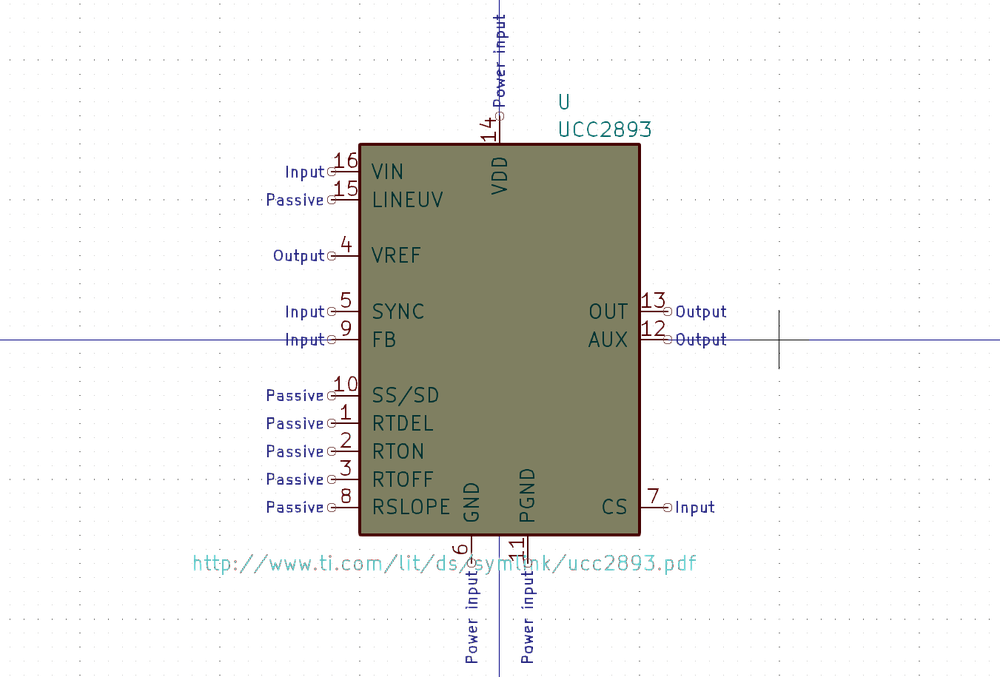 Power input
14
U
UCC2893
VDD
Input 16 VIN
Passive 15 LINEUV
Output 4 VREF
Input 5 SYNC
OUT 13 Output
Input 9 FB
AUX 12 Output
Passive 10 SS/SD
Passive 1 RTDEL
Passive 2 RTON
Passive 3 RTOFF
Passive 8 RSLOPE
GND
PGND
CS 7 Input
6
11
http://www.ti.com/lit/ds/symlink/ucc2893.pdf
Power input
Power input